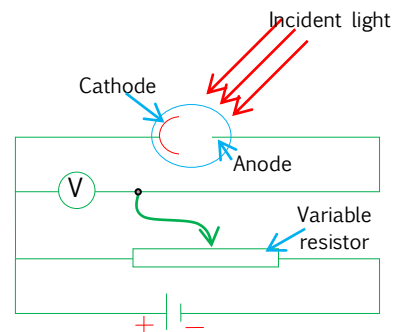 Incident light
Cathode
Anode
V
Variable
resistor
+ −